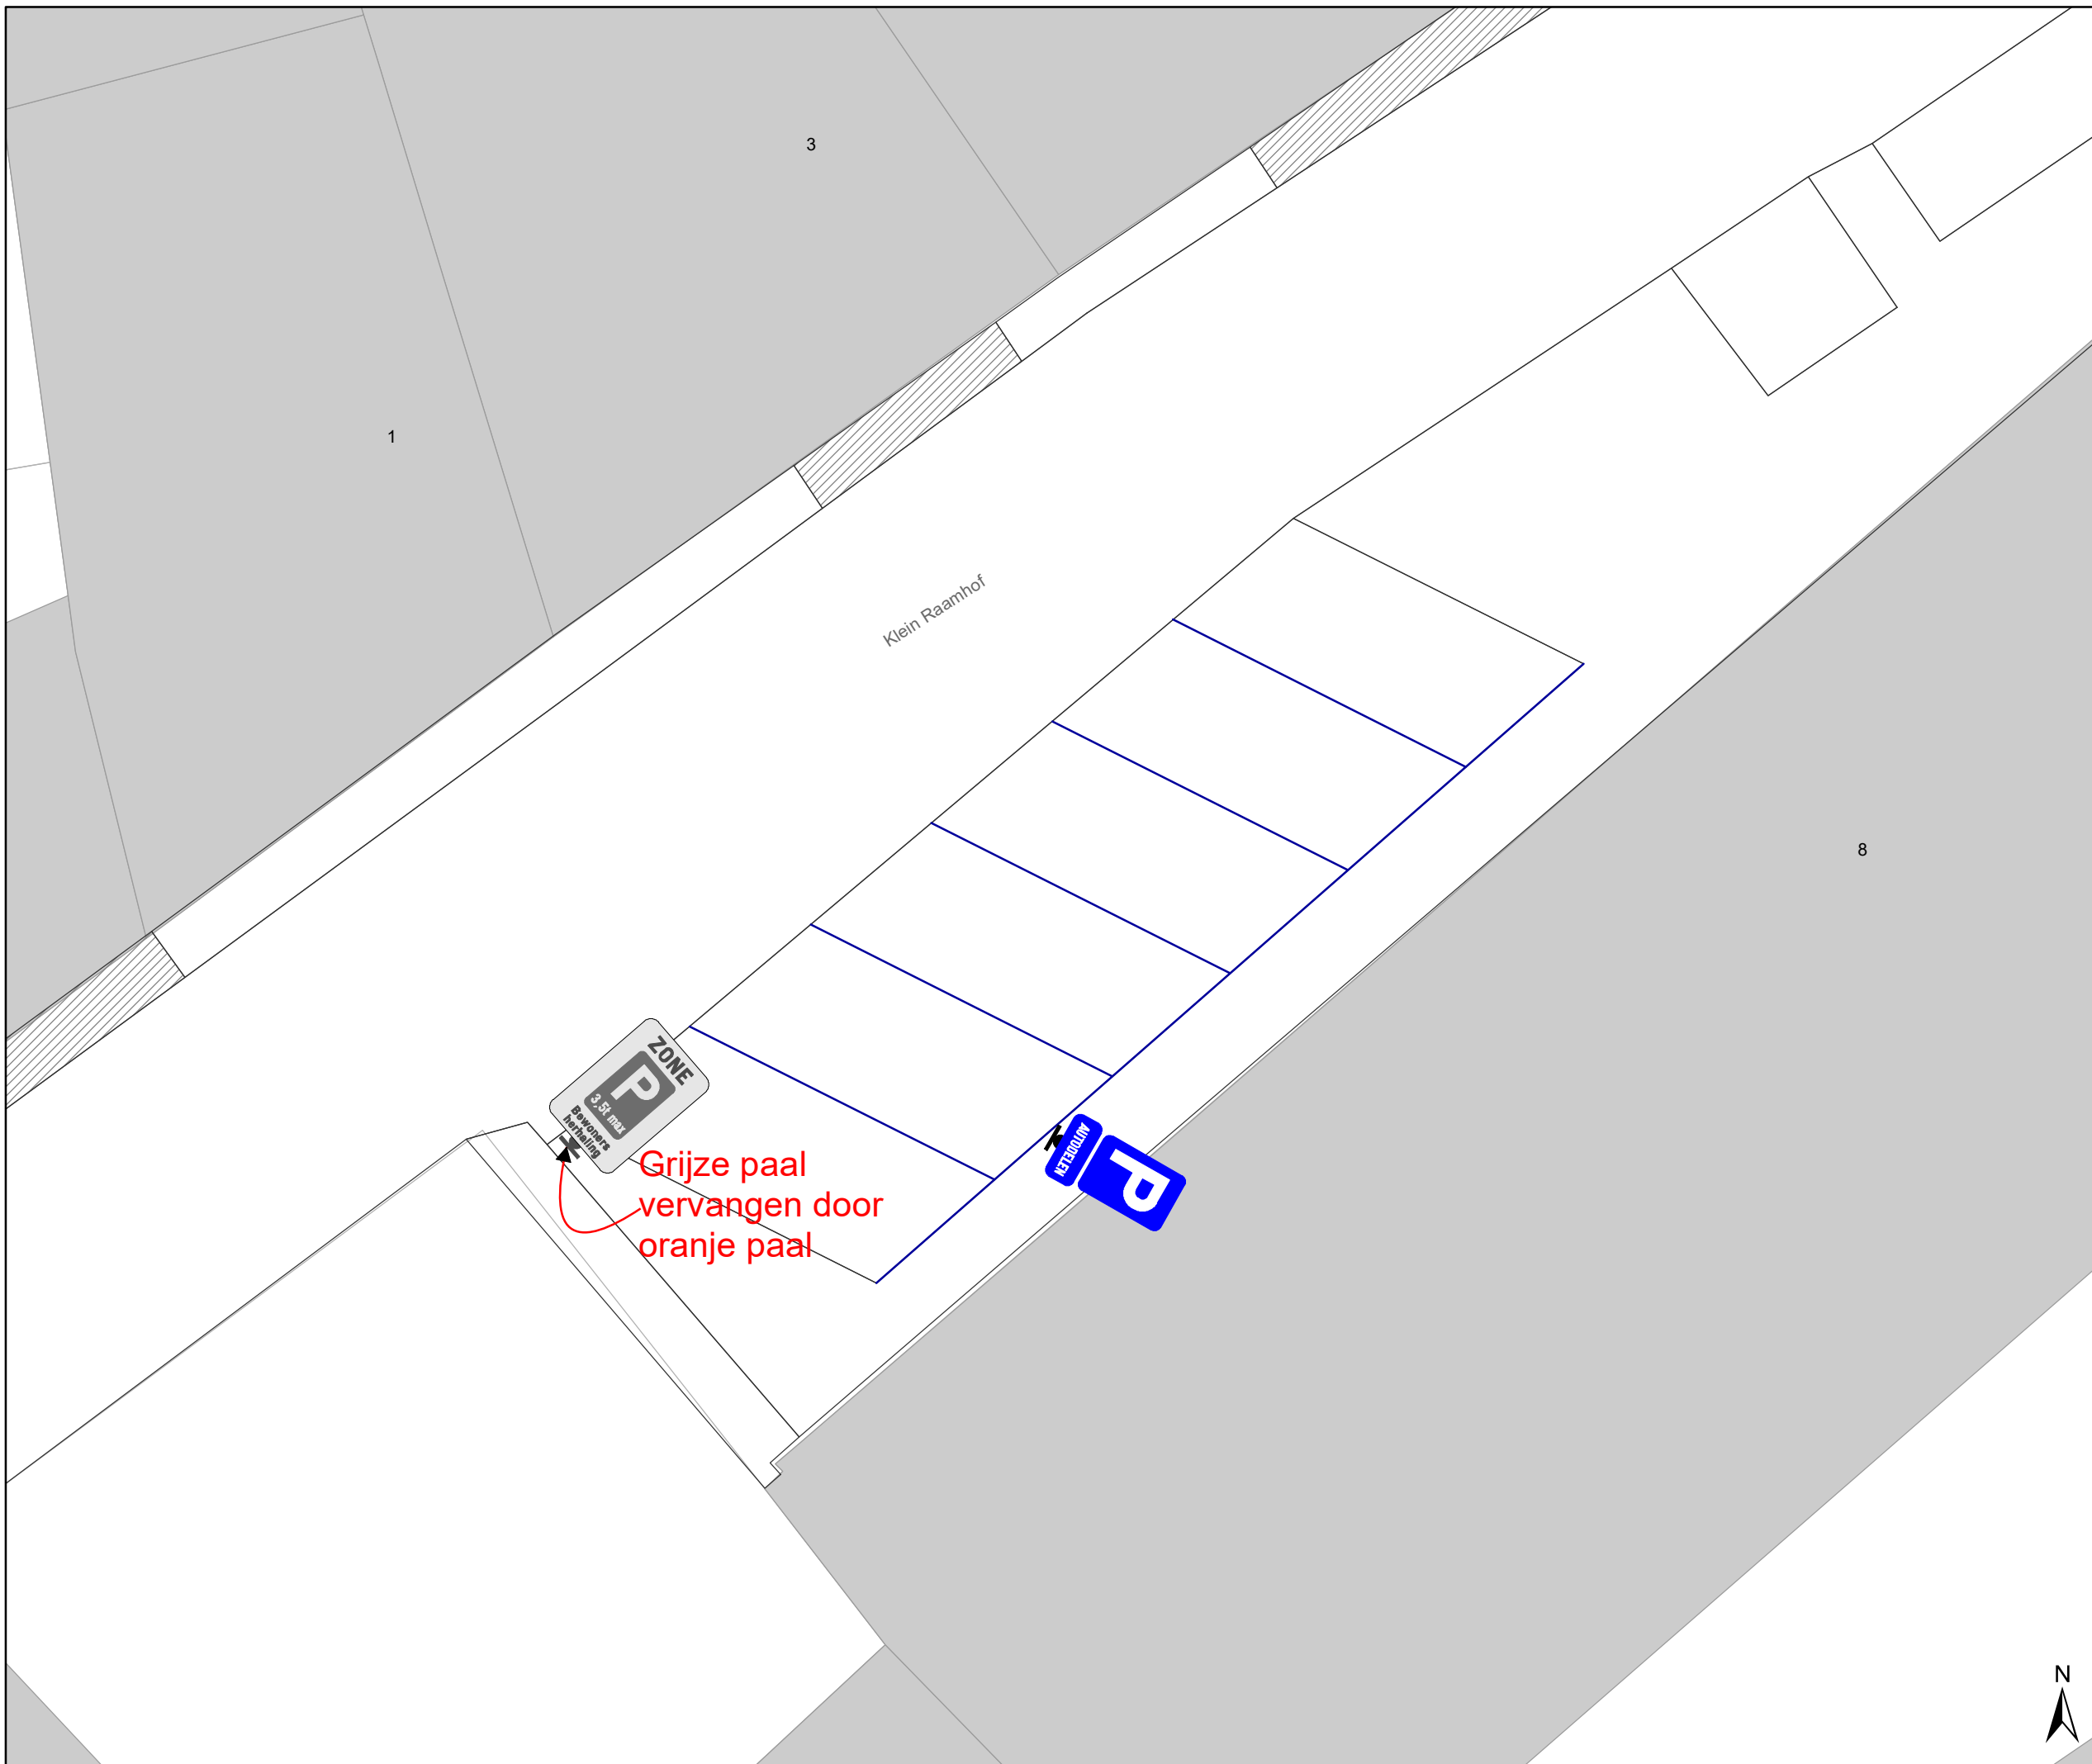 3
1
Klein Raamhof
8
ZONE
P
3,5t max
Bewoners
herhaling
AUTODELEN
P
Grijze paal
vervangen door
oranje paal
N